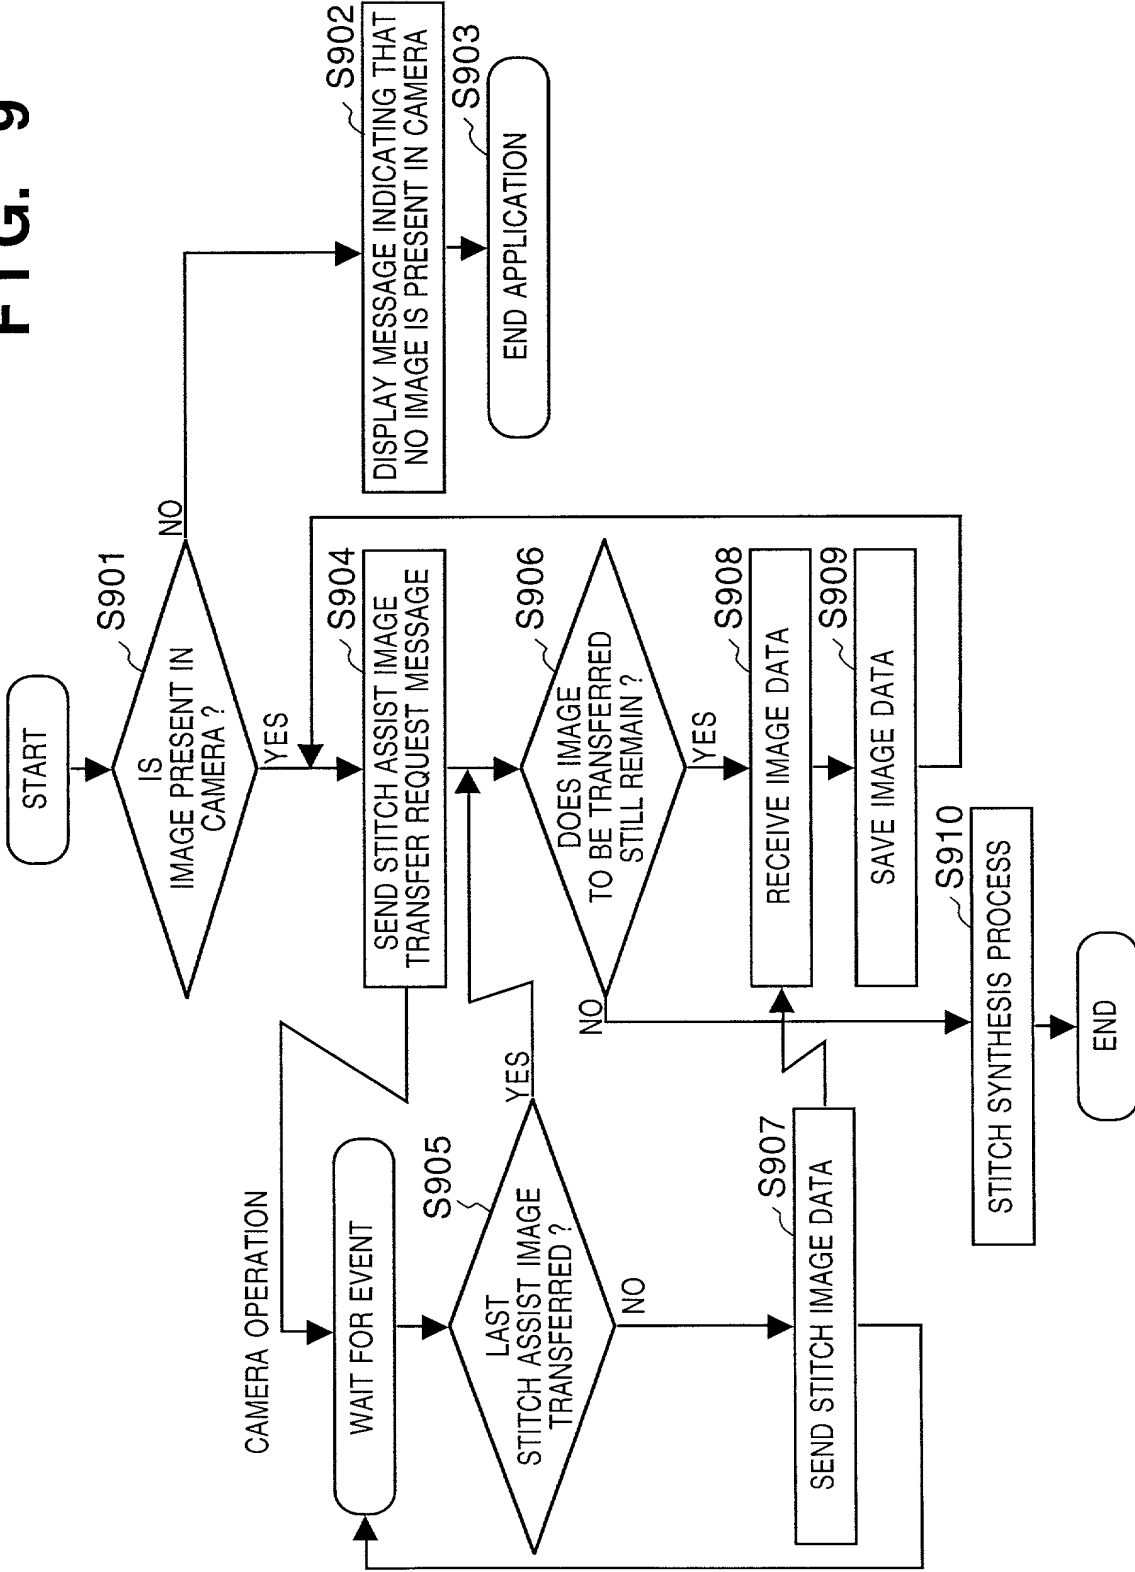 FIG. 9
START
S901
IS
IMAGE PRESENT IN
CAMERA ?
NO
YES
S902
DISPLAY MESSAGE INDICATING THAT
NO IMAGE IS PRESENT IN CAMERA
S903
END APPLICATION
S904
SEND STITCH ASSIST IMAGE
TRANSFER REQUEST MESSAGE
CAMERA OPERATION
WAIT FOR EVENT
S905
LAST
STITCH ASSIST IMAGE
TRANSFERRED ?
YES
NO
S906
DOES IMAGE
TO BE TRANSFERRED
STILL REMAIN ?
NO
YES
S907
SEND STITCH IMAGE DATA
S908
RECEIVE IMAGE DATA
S909
SAVE IMAGE DATA
S910
STITCH SYNTHESIS PROCESS
END